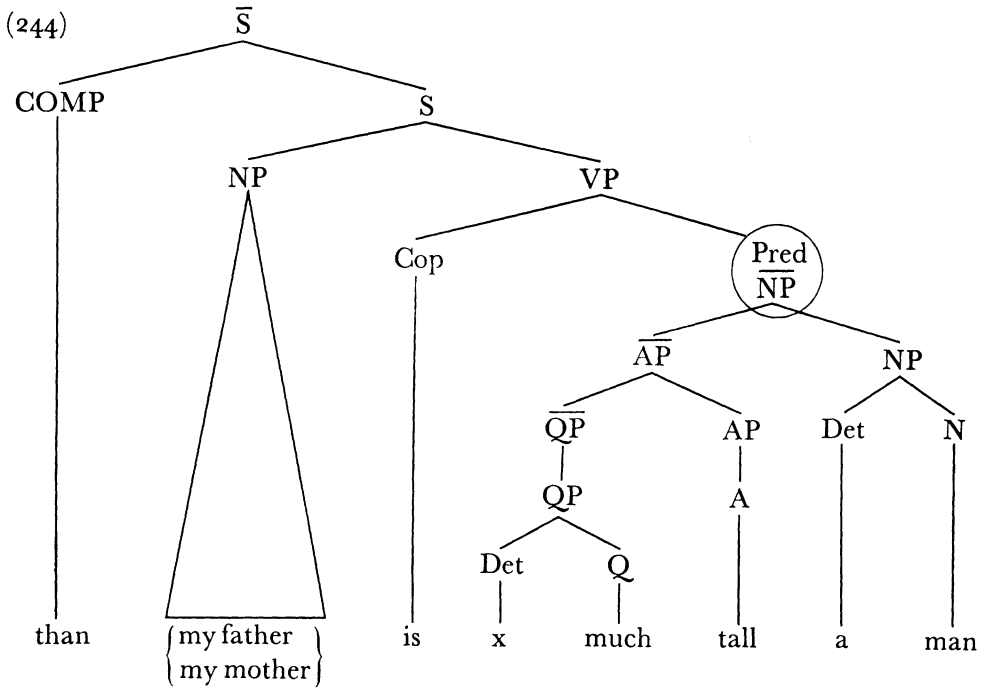 (244) S̅
COMP S
NP VP
Cop Pred
N̅P̅
A̅P̅ NP
Q̅P̅ AP Det N
QP A
Det Q
than {my father is x much tall a man
my mother}